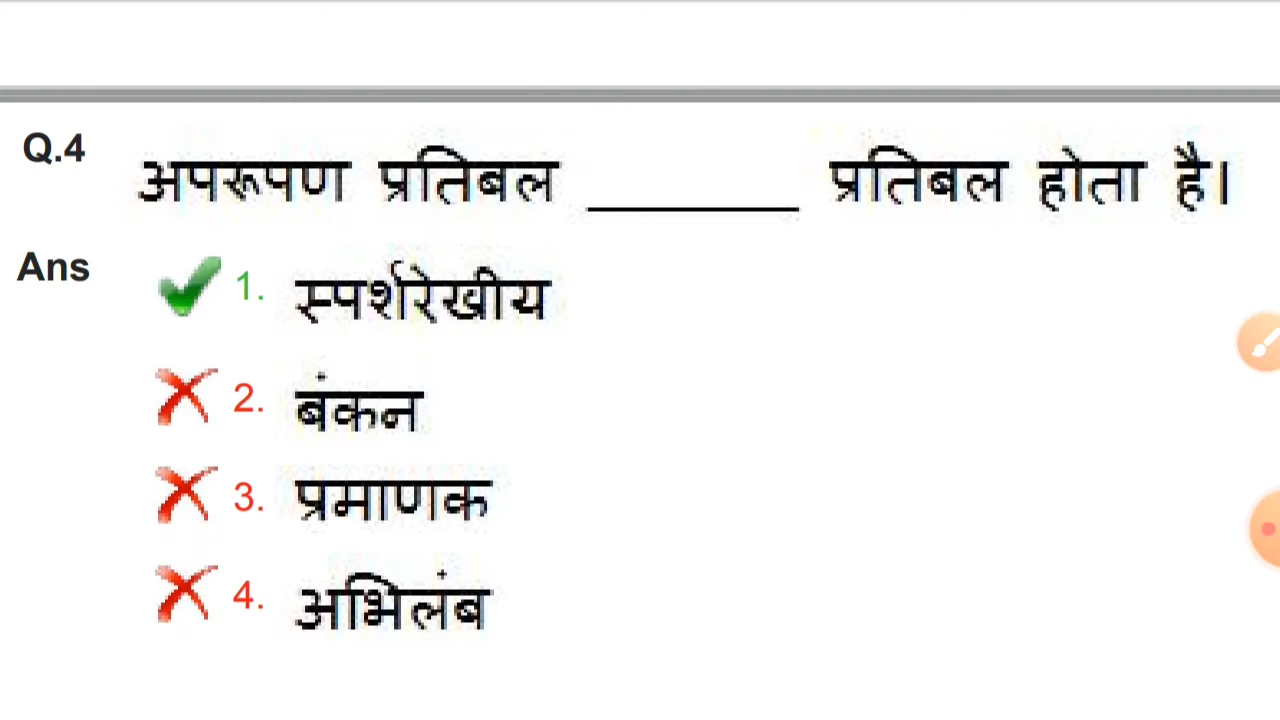 Q.4 अपरूपण प्रतिबल ________ प्रतिबल होता है।
Ans 1. स्पर्शरेखीय
2. बंकन
3. प्रमाणक
4. अभिलंब